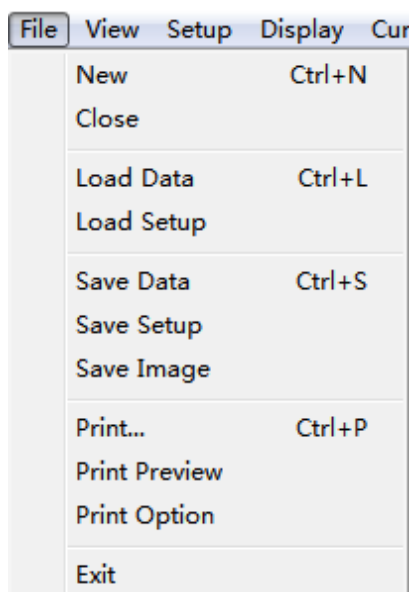 File View Setup Display Cur
New Ctrl+N
Close
Load Data Ctrl+L
Load Setup
Save Data Ctrl+S
Save Setup
Save Image
Print... Ctrl+P
Print Preview
Print Option
Exit